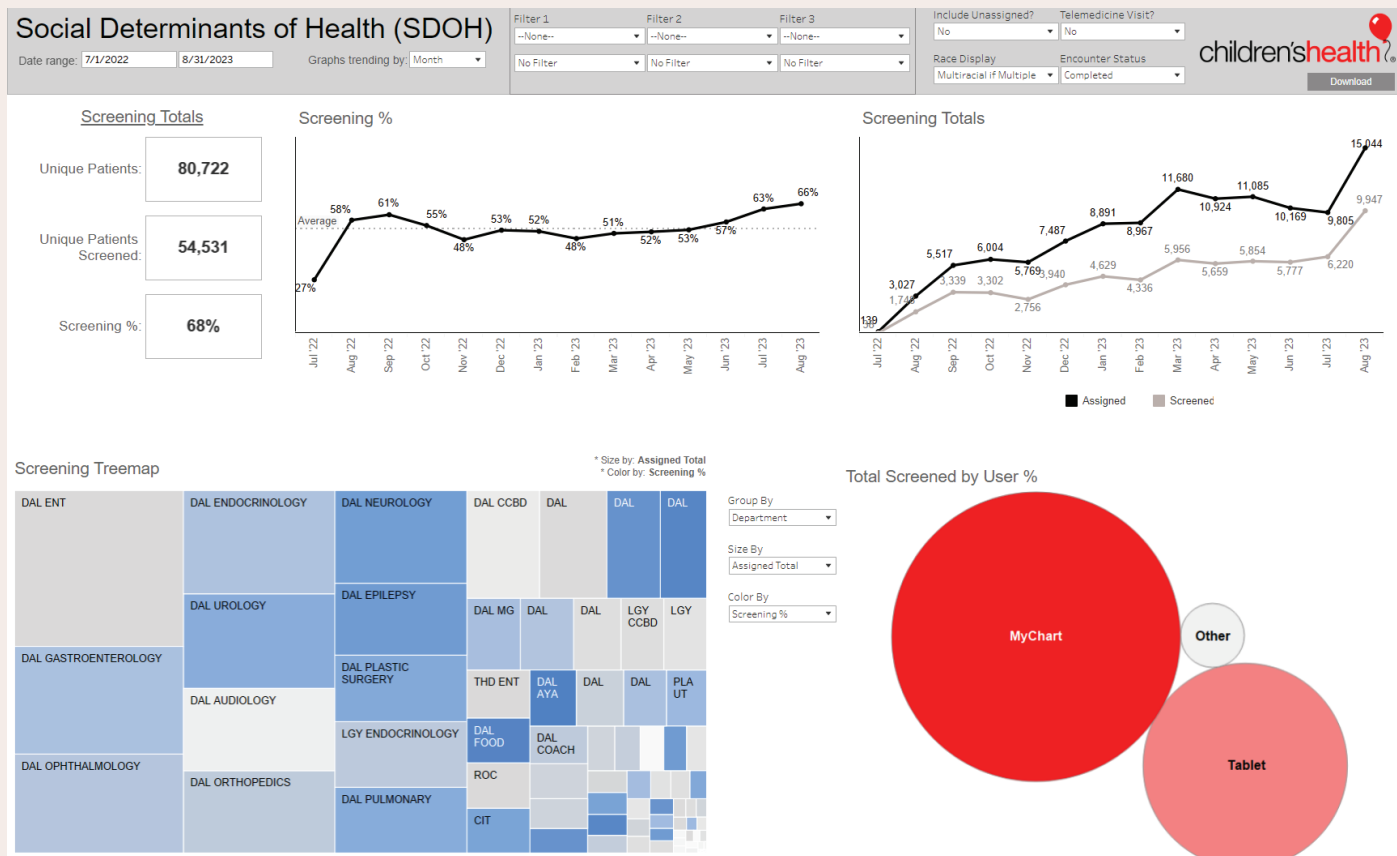 Social Determinants of Health (SDOH)
Date range: 7/1/2022 8/31/2023 Graphs trending by: Month
Filter 1 Filter 2 Filter 3
--None-- --None-- --None--
No Filter No Filter No Filter
Include Unassigned? Telemedicine Visit?
No No
Race Display Encounter Status
Multiracial if Multiple Completed
children'shealth
Download
Screening Totals
Unique Patients: 80,722
Unique Patients
Screened: 54,531
Screening %: 68%
Screening %
Average
27% 58% 61% 55% 48% 53% 52% 48% 51% 52% 53% 57% 63% 66%
Jul '22 Aug '22 Sep '22 Oct '22 Nov '22 Dec '22 Jan '23 Feb '23 Mar '23 Apr '23 May '23 Jun '23 Jul '23 Aug '23
Screening Totals
139 3,027 5,517 6,004 5,769 7,487 8,891 8,967 11,680 10,924 11,085 10,169 9,805 15,044
3,339 3,302 2,756 3,940 4,629 4,336 5,956 5,659 5,854 5,777 6,220 9,947
Jul '22 Aug '22 Sep '22 Oct '22 Nov '22 Dec '22 Jan '23 Feb '23 Mar '23 Apr '23 May '23 Jun '23 Jul '23 Aug '23
Assigned Screened
Screening Treemap
* Size by: Assigned Total
* Color by: Screening %
DAL ENT
DAL GASTROENTEROLOGY
DAL OPHTHALMOLOGY
DAL ENDOCRINOLOGY
DAL UROLOGY
DAL AUDIOLOGY
DAL ORTHOPEDICS
DAL NEUROLOGY
DAL EPILEPSY
DAL PLASTIC
SURGERY
LGY ENDOCRINOLOGY
DAL PULMONARY
DAL CCBD
DAL
DAL
DAL
DAL MG
DAL
DAL
LGY
CCBD
LGY
THD ENT
DAL
AYA
DAL
DAL
PLA
UT
DAL
FOOD
DAL
COACH
ROC
CIT
Group By
Department
Size By
Assigned Total
Color By
Screening %
Total Screened by User %
MyChart
Other
Tablet